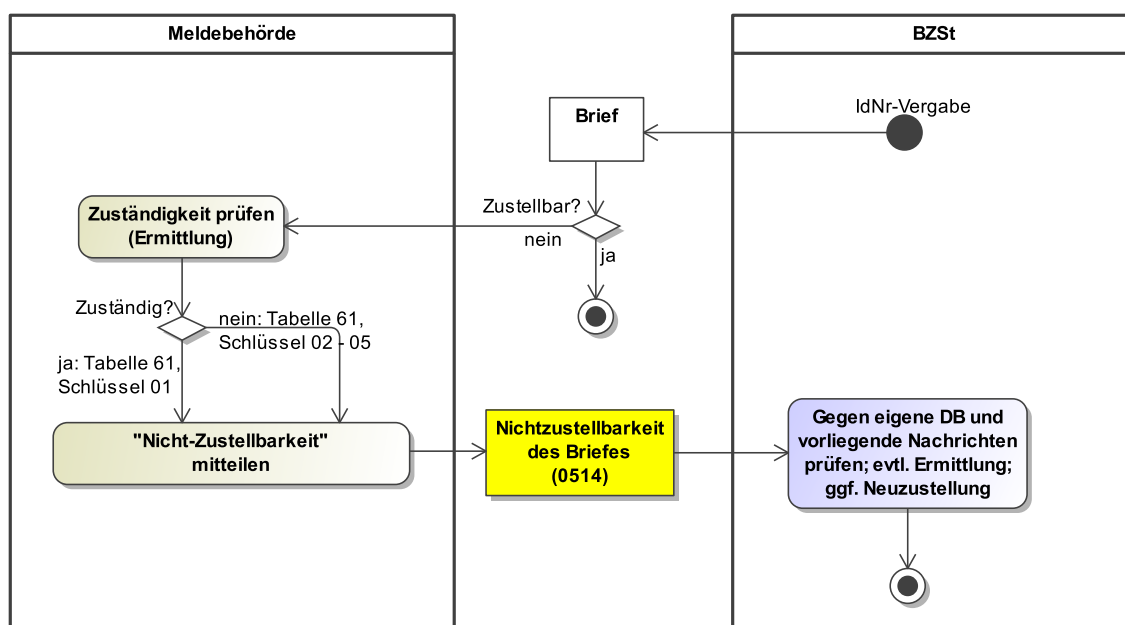 Meldebehörde
BZSt
IdNr-Vergabe
Brief
Zustellbar?
nein
ja
Zuständigkeit prüfen
(Ermittlung)
Zuständig?
nein: Tabelle 61,
Schlüssel 02 - 05
ja: Tabelle 61,
Schlüssel 01
"Nicht-Zustellbarkeit"
mitteilen
Nichtzustellbarkeit
des Briefes
(0514)
Gegen eigene DB und
vorliegende Nachrichten
prüfen; evtl. Ermittlung;
ggf. Neuzustellung